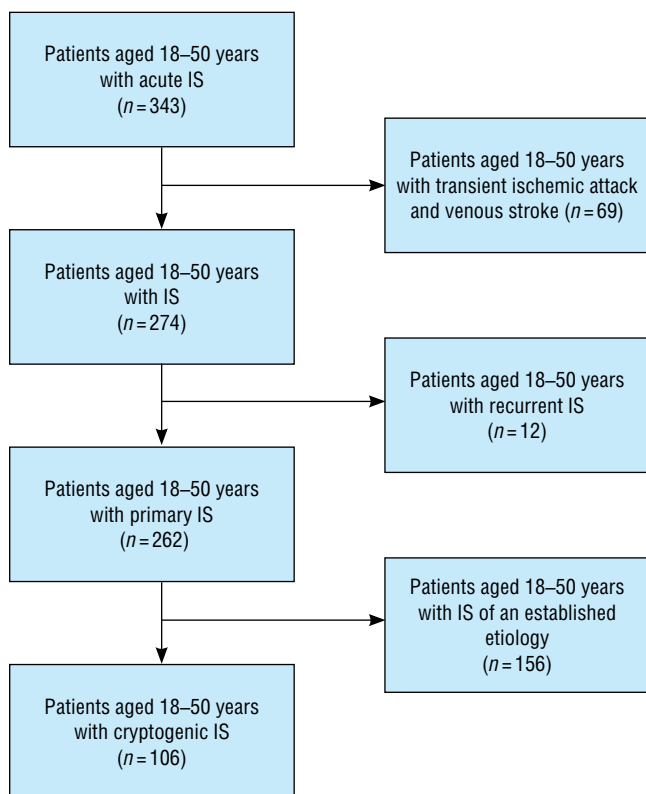 Patients aged 18–50 years
with acute IS
(n=343)
Patients aged 18–50 years
with transient ischemic attack
and venous stroke (n=69)
Patients aged 18–50 years
with IS
(n=274)
Patients aged 18–50 years
with recurrent IS
(n=12)
Patients aged 18–50 years
with primary IS
(n=262)
Patients aged 18–50 years
with IS of an established
etiology
(n=156)
Patients aged 18–50 years
with cryptogenic IS
(n=106)